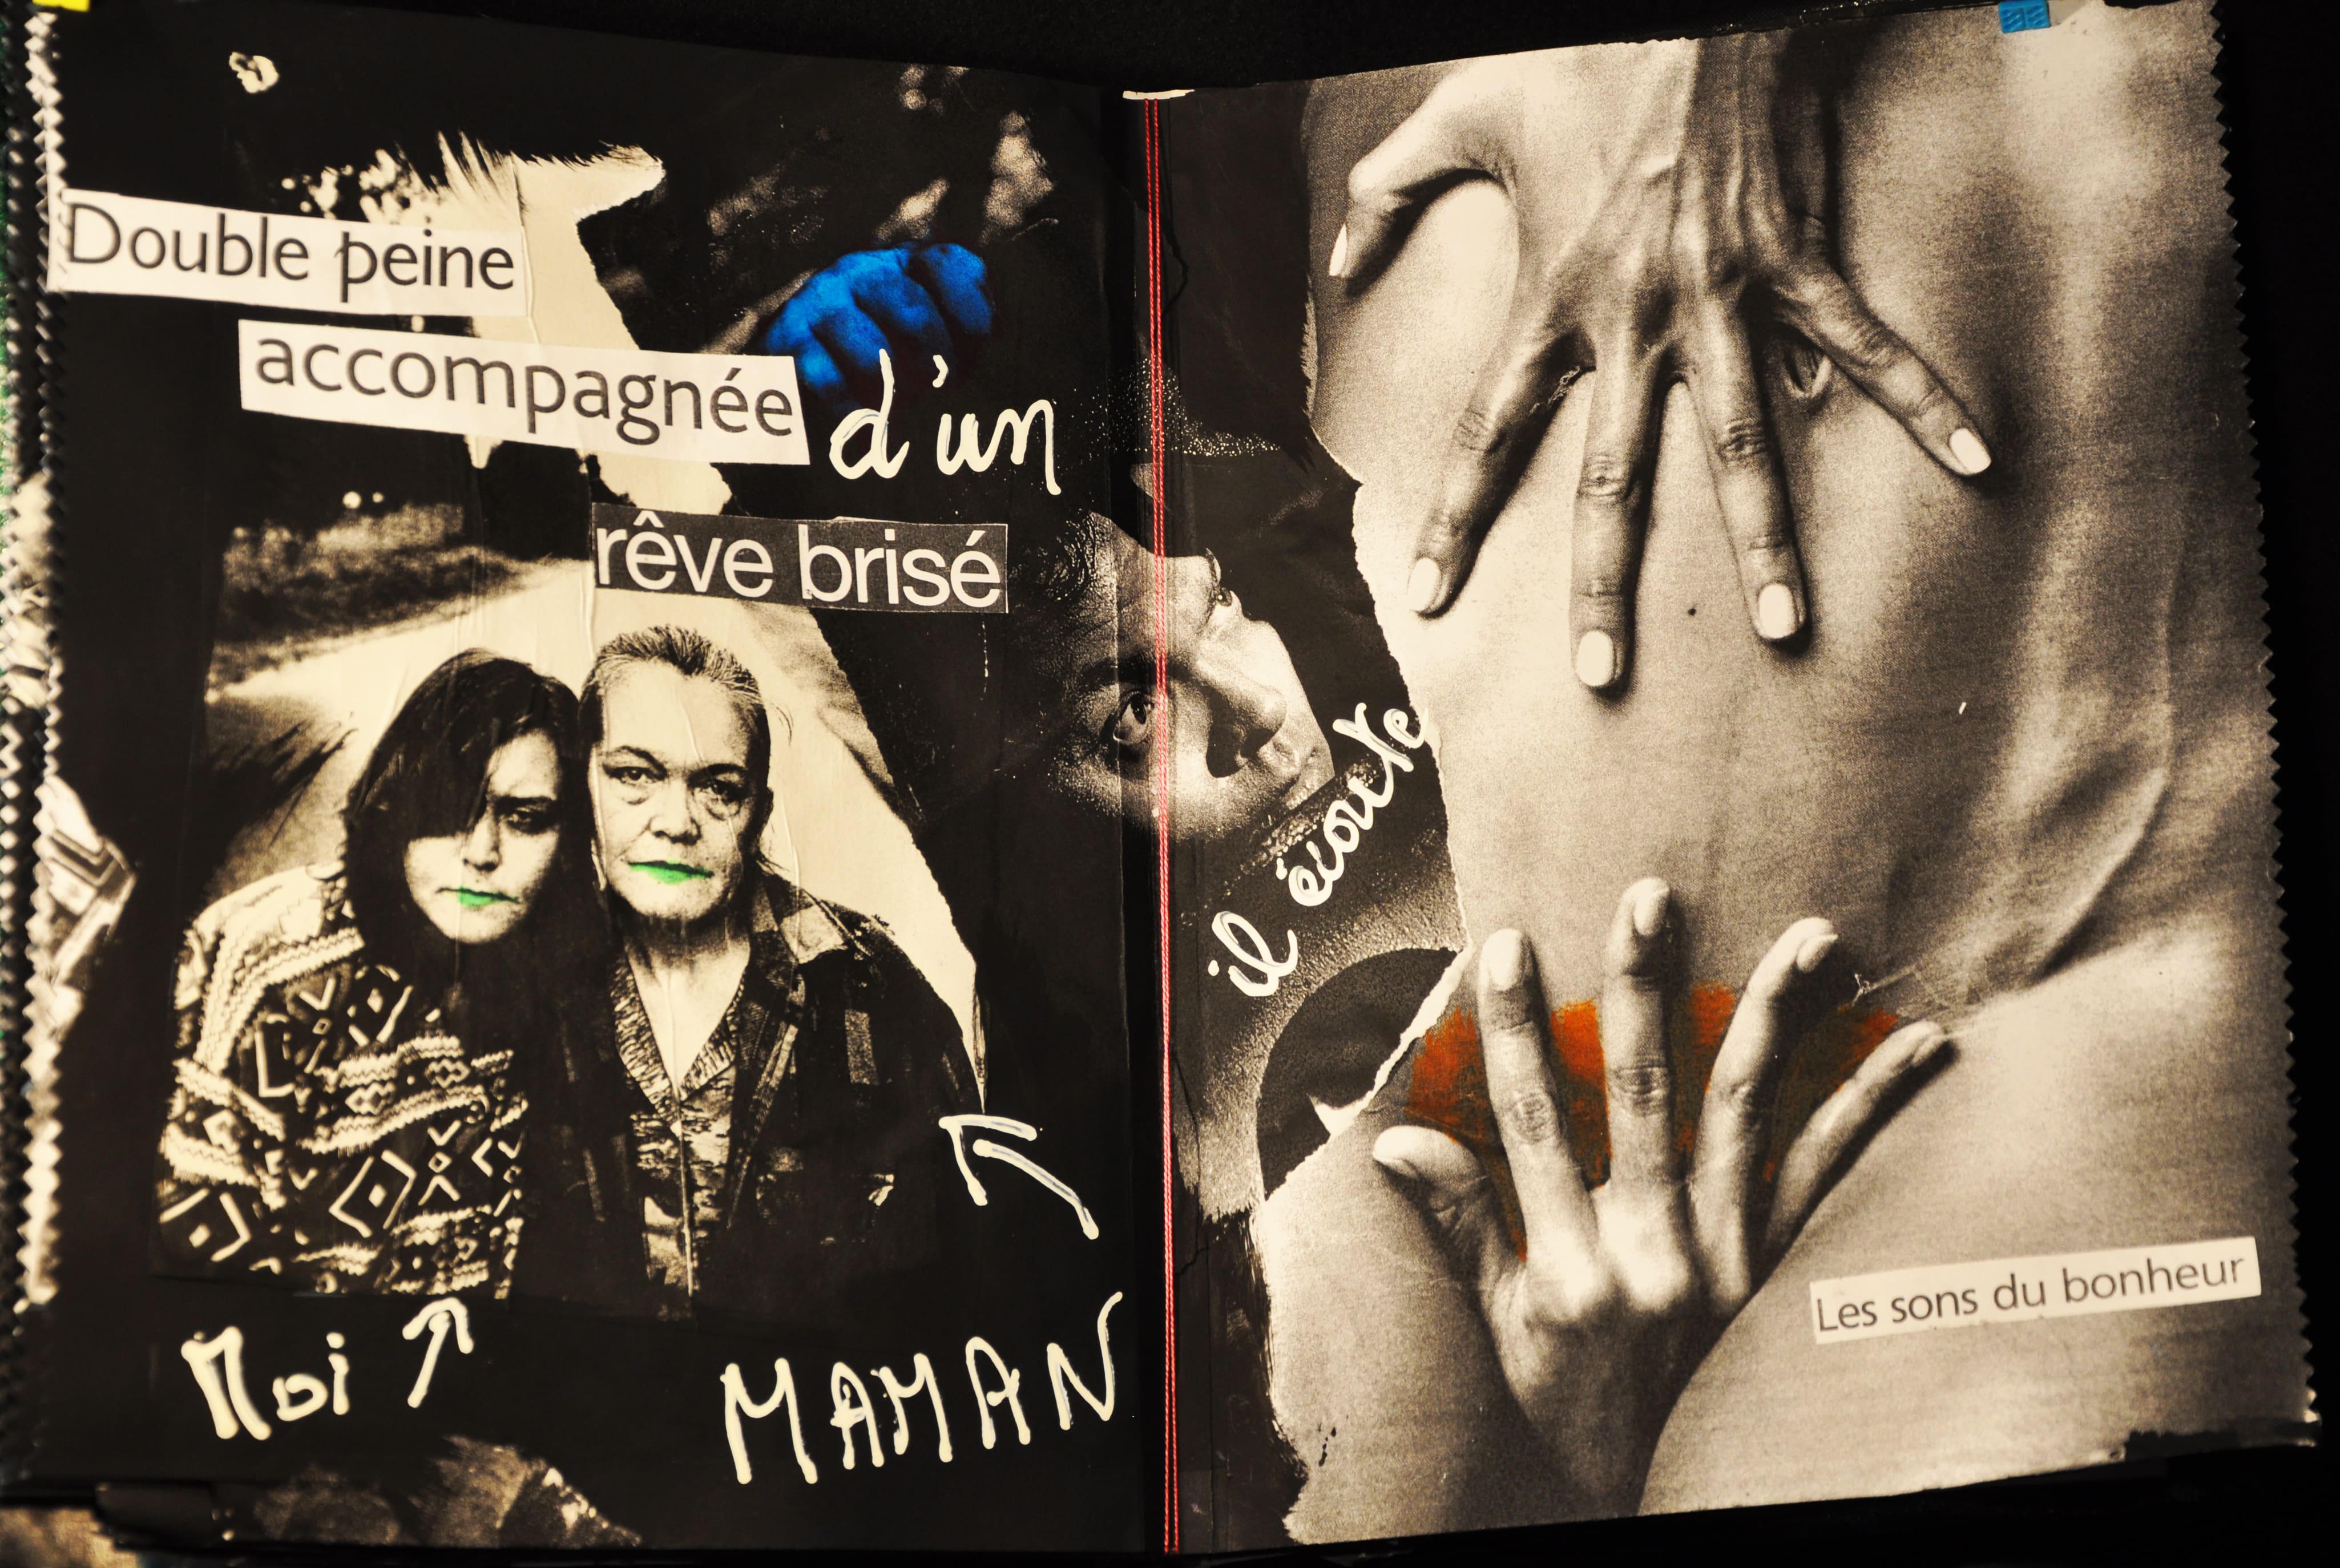 Double peine
accompagnée d'un
rêve brisé
Moi
MAMAN
il écoute
Les sons du bonheur